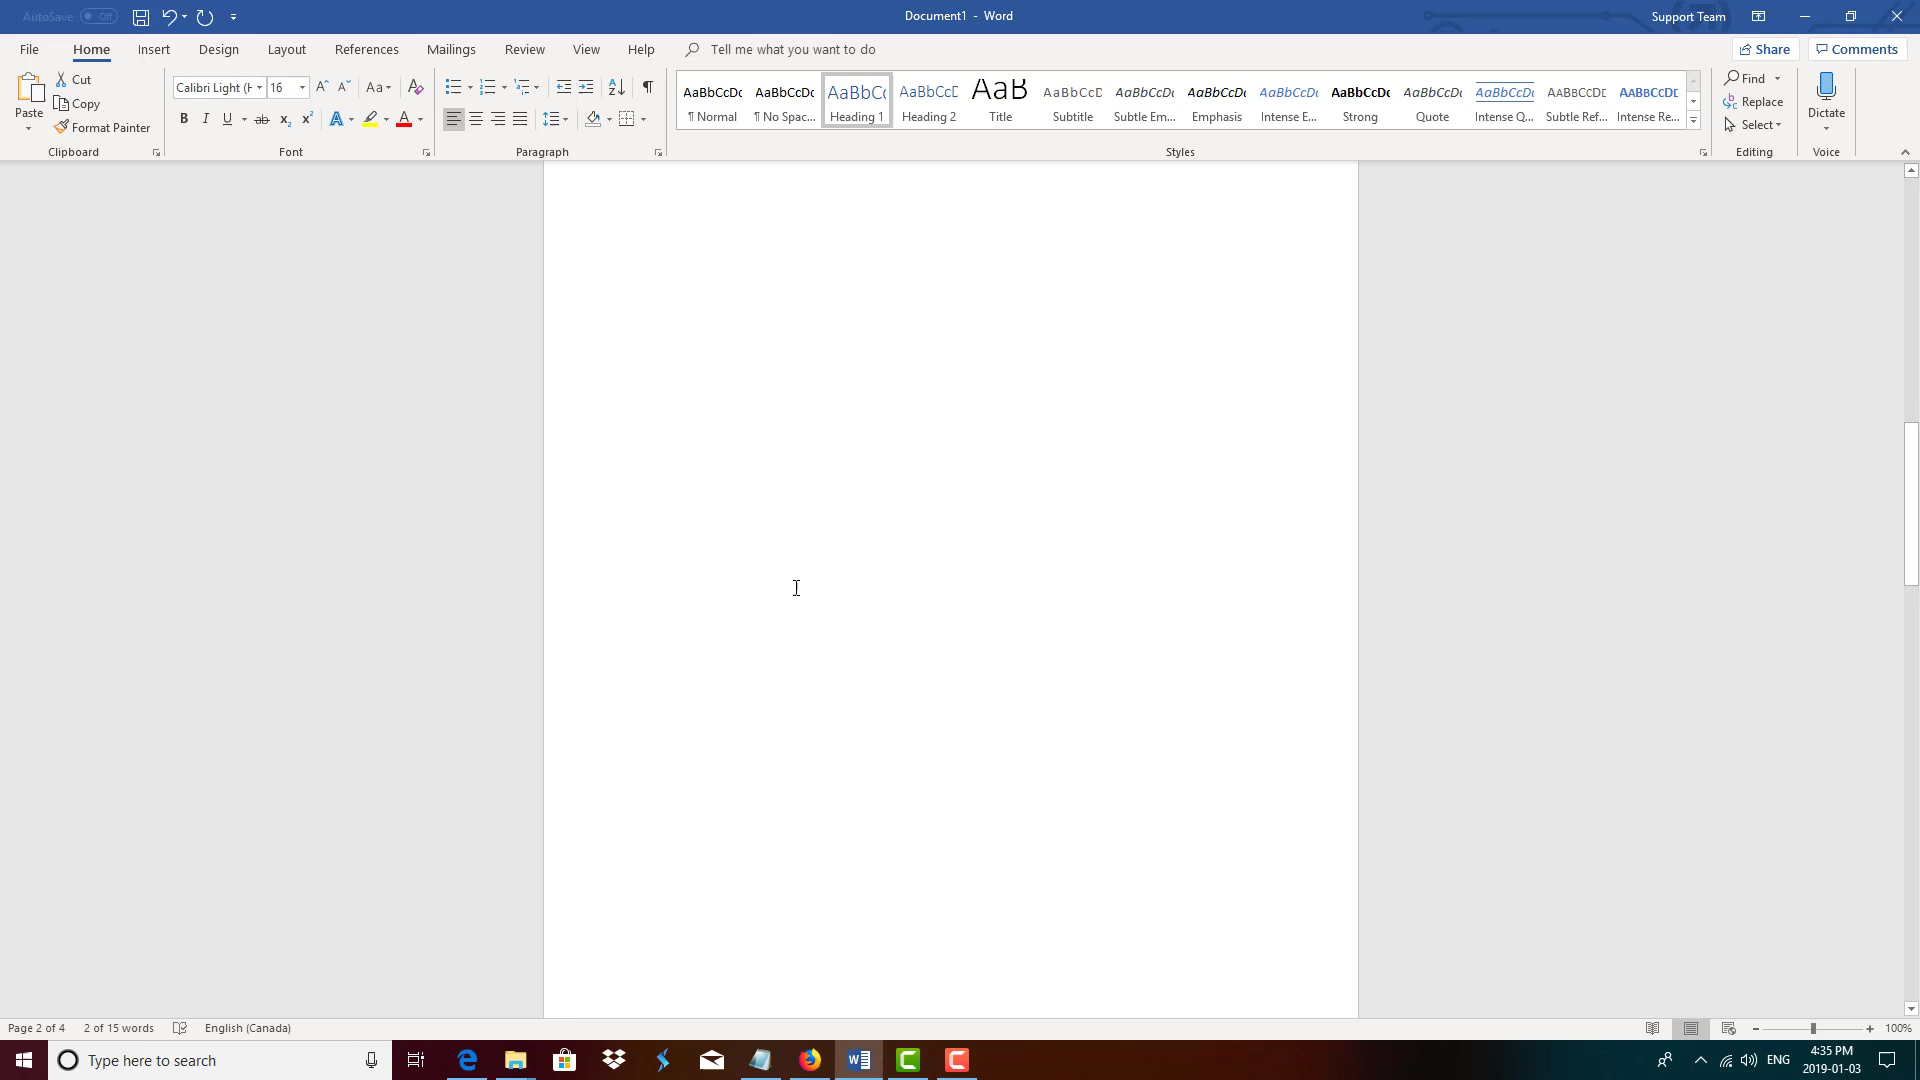 AutoSave Off
Document1 - Word
Support Team
File Home Insert Design Layout References Mailings Review View Help Tell me what you want to do
Share Comments
Paste
Cut
Copy
Format Painter
Clipboard
Calibri Light (H 16
Font
Paragraph
AaBbCcDc AaBbCcDc AaBbC AaBbCcD AaB AaBbCcD AaBbCcDc AaBbCcDc AaBbCcDc AaBbCcDc AaBbCcDc AaBbCcDc AABBCCDE AABBCCDE
¶ Normal ¶ No Spac... Heading 1 Heading 2 Title Subtitle Subtle Em... Emphasis Intense E... Strong Quote Intense Q... Subtle Ref... Intense Re...
Styles
Find
Replace
Select
Editing
Dictate
Voice
Page 2 of 4 2 of 15 words English (Canada)
100%
Type here to search
ENG
4:35 PM
2019-01-03